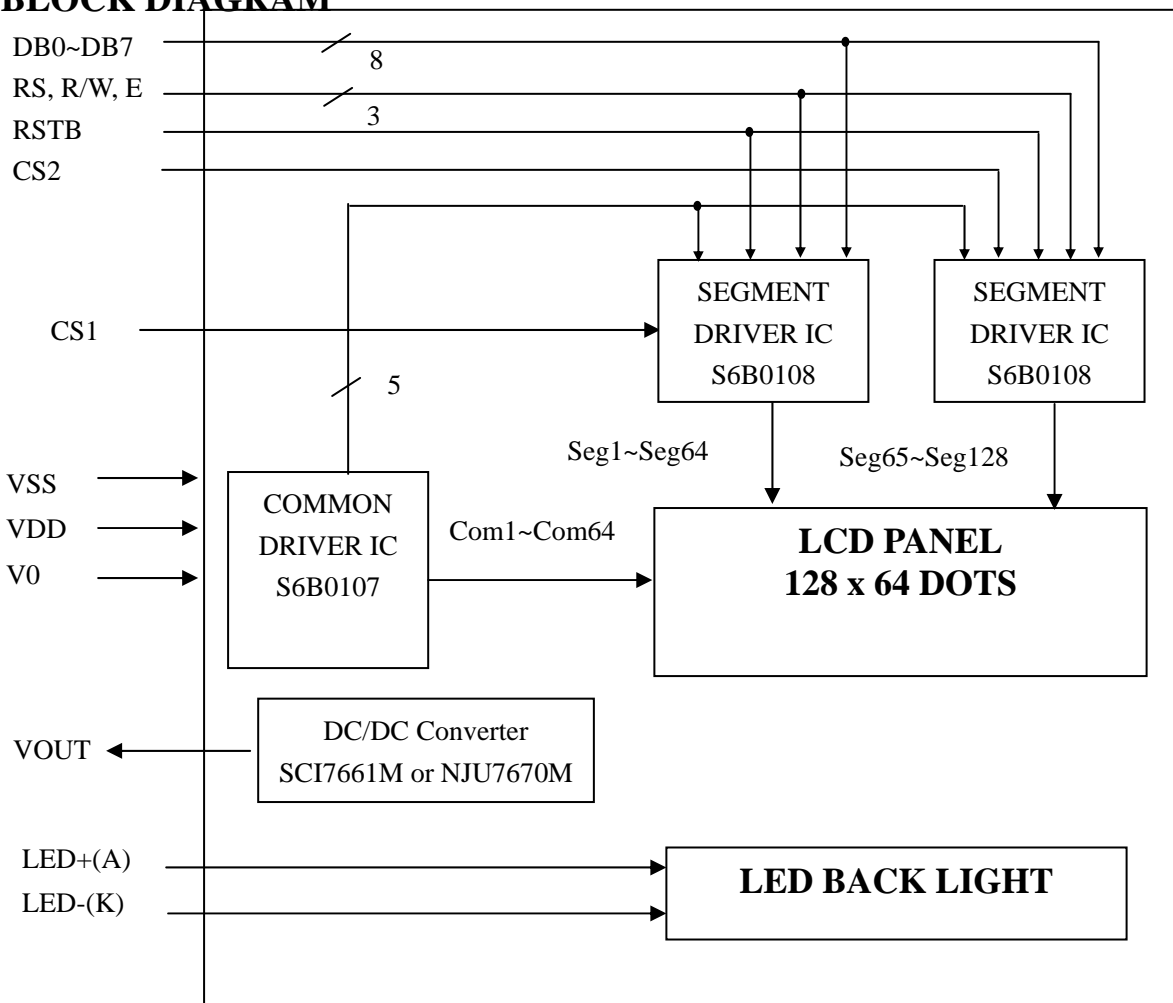 BLOCK DIAGRAM
DB0~DB7
8
RS, R/W, E
3
RSTB
CS2
SEGMENT
DRIVER IC
S6B0108
SEGMENT
DRIVER IC
S6B0108
CS1
5
Seg1~Seg64
Seg65~Seg128
VSS
VDD
V0
COMMON
DRIVER IC
S6B0107
Com1~Com64
LCD PANEL
128 x 64 DOTS
VOUT
DC/DC Converter
SCI7661M or NJU7670M
LED+(A)
LED-(K)
LED BACK LIGHT